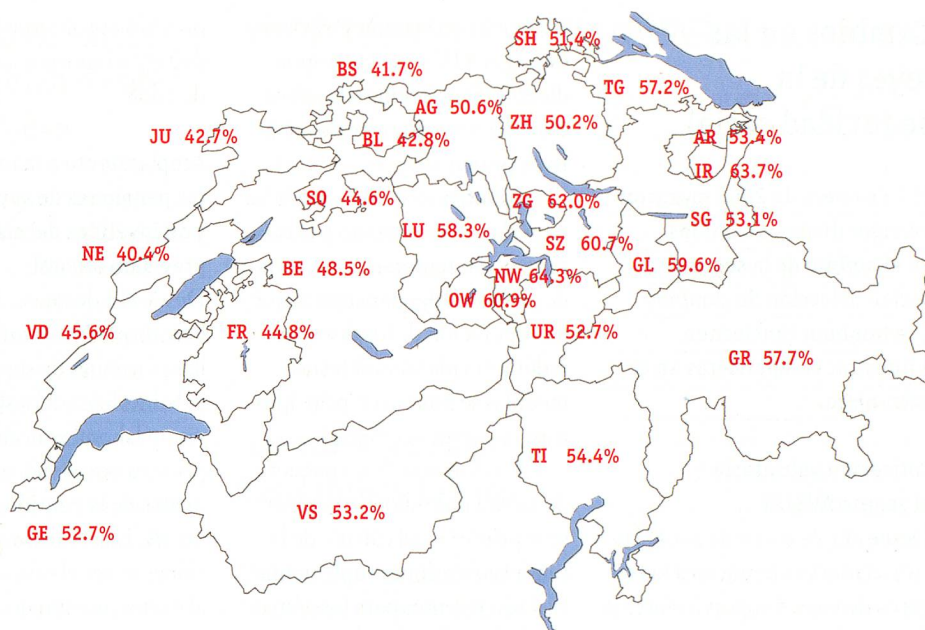 SH 51.4%
BS 41.7%
TG 57.2%
AG 50.6%
ZH 50.2%
JU 42.7%
BL 42.8%
AR 53.4%
IR 63.7%
SO 44.6%
ZG 62.0%
SG 53.1%
LU 58.3%
SZ 60.7%
NE 40.4%
BE 48.5%
GL 59.6%
NW 64.3%
OW 60.9%
VD 45.6%
FR 44.8%
UR 52.7%
GR 57.7%
TI 54.4%
VS 53.2%
GE 52.7%